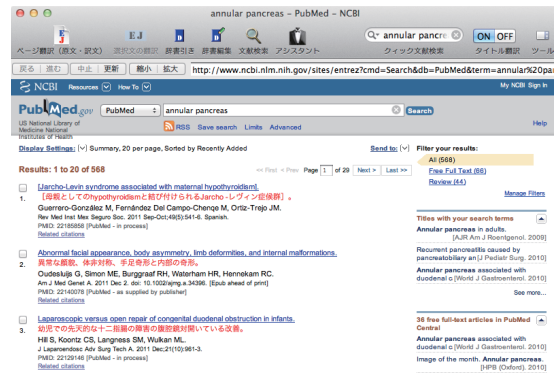 annular pancreas – PubMed – NCBI
EJ
annular pancreas
ON OFF
ページ翻訳（原文・訳文） 選択文の翻訳 辞書引き 辞書編集 文献検索 アシスタント クイック文献検索 タイトル翻訳 ツール
戻る 進む 中止 更新 縮小 拡大 http://www.ncbi.nlm.nih.gov/sites/entrez?cmd=Search&db=PubMed&term=annular%20pan
NCBI Resources How To My NCBI Sign In
PubMed.gov PubMed annular pancreas Search
US National Library of Medicine
National Institutes of Health
RSS Save search Limits Advanced Help
Display Settings: Summary, 20 per page, Sorted by Recently Added Send to: Filter your results:
All (568)
Results: 1 to 20 of 568 << First < Prev Page 1 of 29 Next > Last >> Free Full Text (66)
Review (44)
Manage Filters
[Jarcho-Levin syndrome associated with maternal hypothyroidism].
1. ［母親としてのhypothyroidismと結び付けられるJarcho-レヴィン症候群］。
Guerrero-González M, Fernández Del Campo-Chenge M, Ortiz-Trejo JM.
Rev Med Inst Mex Seguro Soc. 2011 Sep-Oct;49(5):541-6. Spanish.
PMID: 22185858 [PubMed - in process]
Related citations
Abnormal facial appearance, body asymmetry, limb deformities, and internal malformations.
2. 異常な顔貌、体非対称、手足奇形と内部の奇形。
Oudesluijs G, Simon ME, Burggraaf RH, Waterham HR, Hennekam RC.
Am J Med Genet A. 2011 Dec 2. doi: 10.1002/ajmg.a.34396. [Epub ahead of print]
PMID: 22140078 [PubMed - as supplied by publisher]
Related citations
Laparoscopic versus open repair of congenital duodenal obstruction in infants.
3. 幼児での先天的な十二指腸の障害の腹腔鏡対開いている改善。
Hill S, Koontz CS, Langness SM, Wulkan ML.
J Laparoendosc Adv Surg Tech A. 2011 Dec;21(10):961-3.
PMID: 22129146 [PubMed - in process]
Related citations
Titles with your search terms
Annular pancreas in adults.
[AJR Am J Roentgenol. 2009]
Recurrent pancreatitis caused by
pancreatobiliary an [J Pediatr Surg. 2010]
Annular pancreas associated with
duodenal c [World J Gastroenterol. 2010]
See more...
36 free full-text articles in PubMed
Central
Annular pancreas associated with
duodenal c [World J Gastroenterol. 2010]
Image of the month. Annular pancreas.
[HPB (Oxford). 2010]